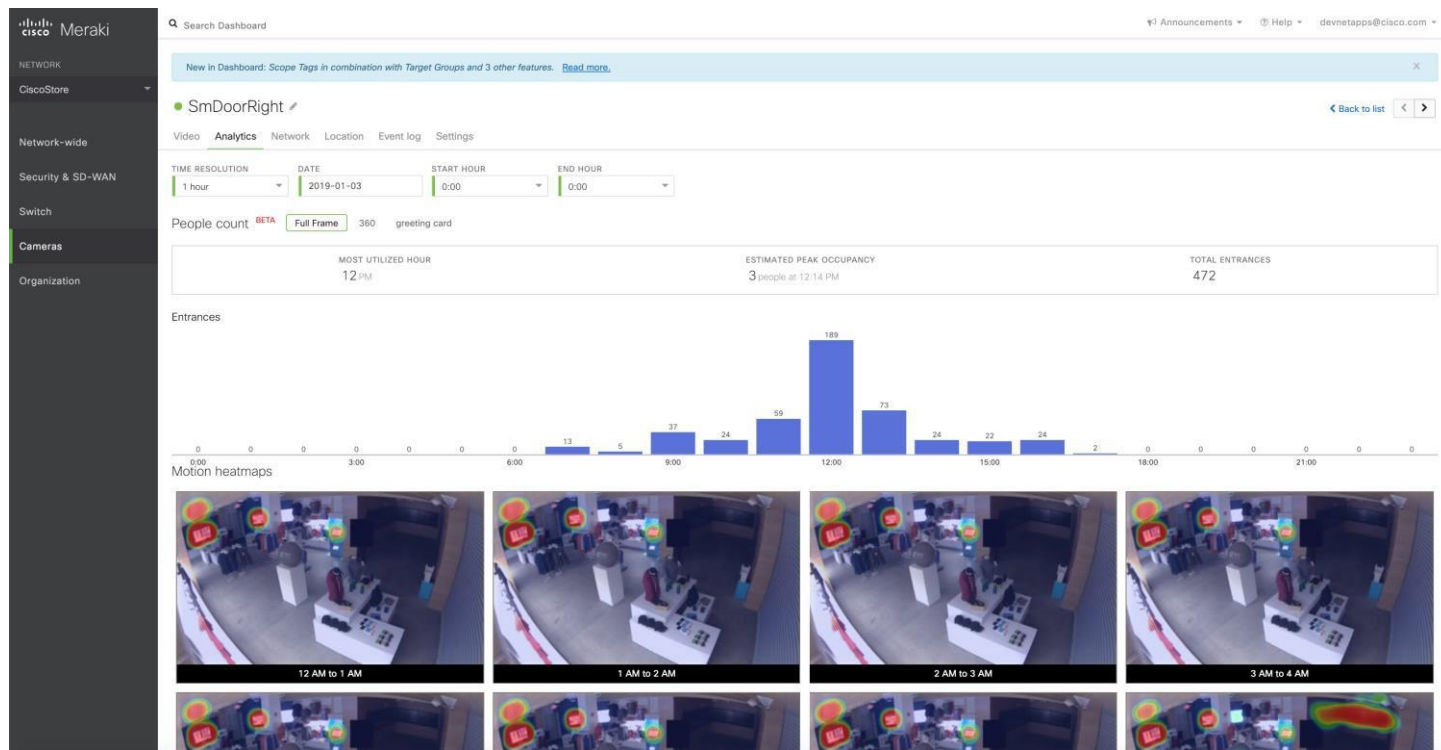 cisco Meraki
Search Dashboard
Announcements
Help
devnetapps@cisco.com
NETWORK
CiscoStore
Network-wide
Security & SD-WAN
Switch
Cameras
Organization
New in Dashboard: Scope Tags in combination with Target Groups and 3 other features. Read more. X
SmDoorRight
Back to list
Video Analytics Network Location Event log Settings
TIME RESOLUTION DATE START HOUR END HOUR
1 hour 2019-01-03 0:00 0:00
People count BETA Full Frame 360 greeting card
MOST UTILIZED HOUR ESTIMATED PEAK OCCUPANCY TOTAL ENTRANCES
12 PM 3 people at 12:14 PM 472
Entrances
0 0 0 0 0 0 0 13 5 37 24 59 189 73 24 22 24 2 0 0 0 0 0 0
0:00 3:00 6:00 9:00 12:00 15:00 18:00 21:00
Motion heatmaps
12 AM to 1 AM 1 AM to 2 AM 2 AM to 3 AM 3 AM to 4 AM